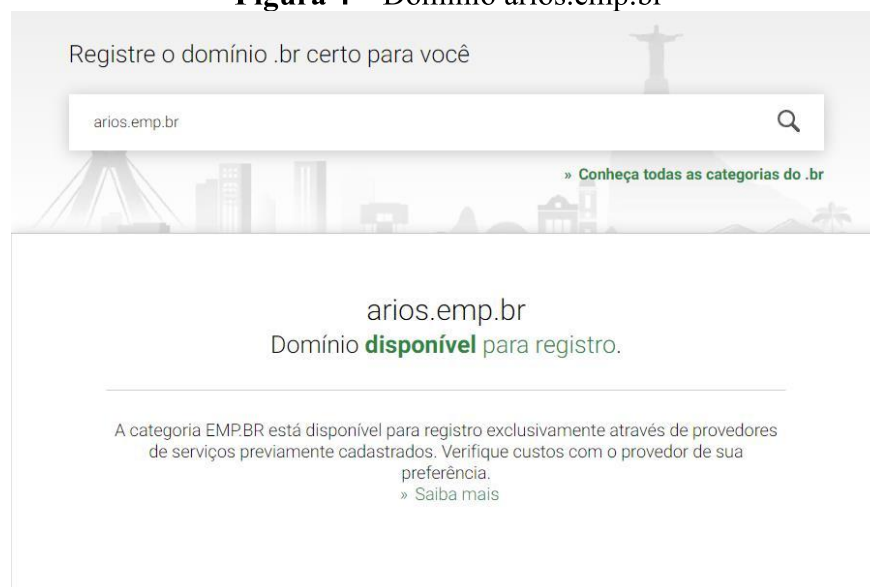 Figura 4 – Domínio arios.emp.br
Registre o domínio .br certo para você
arios.emp.br
» Conheça todas as categorias do .br
arios.emp.br
Domínio disponível para registro.
A categoria EMP.BR está disponível para registro exclusivamente através de provedores
de serviços previamente cadastrados. Verifique custos com o provedor de sua
preferência.
» Saiba mais